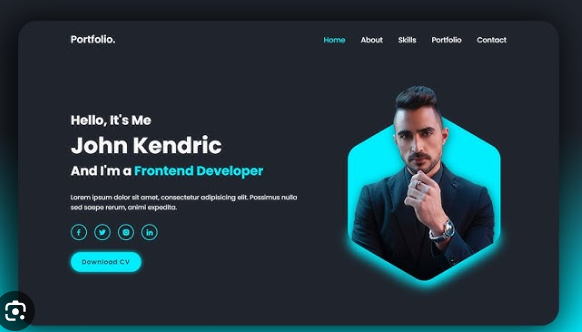 Portfolio.
Home About Skills Portfolio Contact
Hello, It's Me
John Kendric
And I'm a Frontend Developer
Lorem ipsum dolor sit amet, consectetur adipisicing elit. Possimus nulla
sed saepe rerum, animi expedita.
Download CV